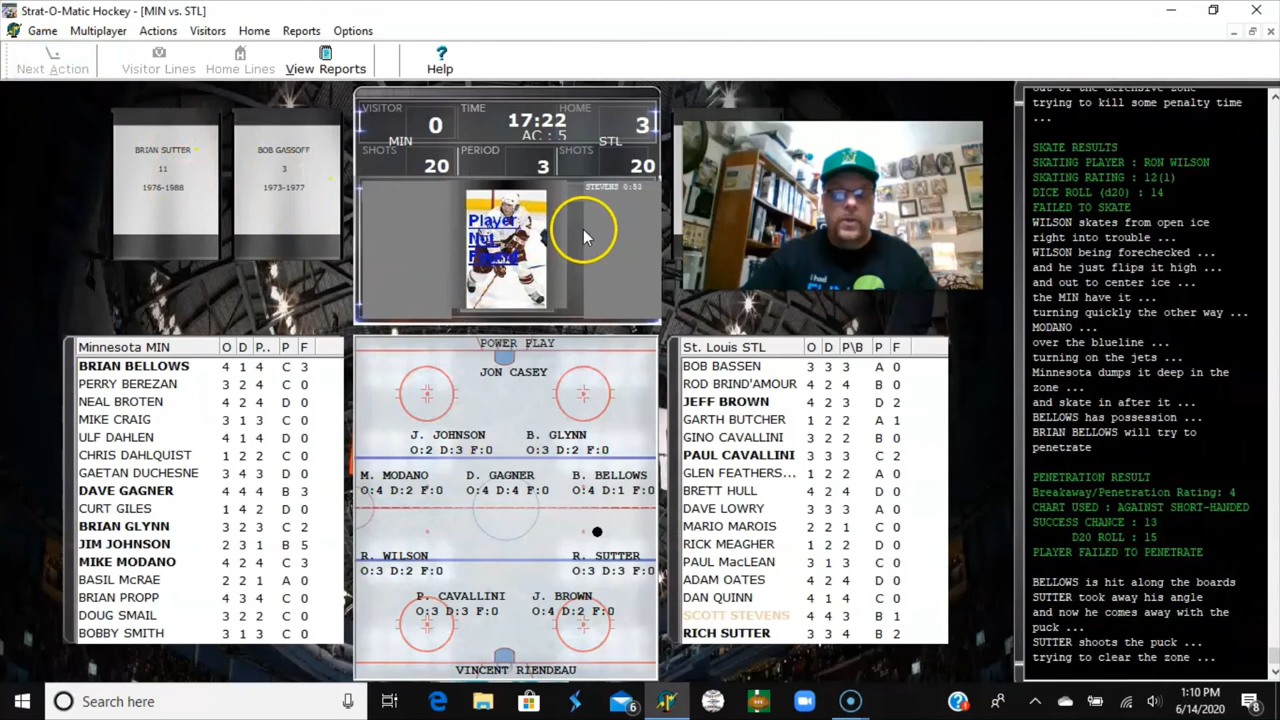 Strat-O-Matic Hockey - [MIN vs. STL]
Game Multiplayer Actions Visitors Home Reports Options
Next Action Visitor Lines Home Lines View Reports Help
BRIAN SUTTER
11
1976-1988
BOB GASSOFF
3
1973-1977
VISITOR TIME HOME
0 17:22 3
MIN AC : 5 STL
SHOTS PERIOD SHOTS
20 3 20
STEVENS 0:52
Player
Not
Found
Minnesota MIN O D P.. P F
BRIAN BELLOWS 4 1 4 C 3
PERRY BEREZAN 3 2 4 C 0
NEAL BROTEN 4 2 4 D 0
MIKE CRAIG 3 1 3 C 0
ULF DAHLEN 4 1 4 D 0
CHRIS DAHLQUIST 1 2 2 C 0
GAETAN DUCHESNE 3 4 3 D 0
DAVE GAGNER 4 4 4 B 3
CURT GILES 1 4 2 D 0
BRIAN GLYNN 3 2 3 C 2
JIM JOHNSON 2 3 1 B 5
MIKE MODANO 4 2 4 C 3
BASIL McRAE 2 2 1 A 0
BRIAN PROPP 4 3 4 C 0
DOUG SMAIL 3 2 2 C 0
BOBBY SMITH 3 1 3 C 0
POWER PLAY
JON CASEY
J. JOHNSON B. GLYNN
O:2 D:3 F:0 O:3 D:2 F:0
M. MODANO D. GAGNER B. BELLOWS
O:4 D:2 F:0 O:4 D:4 F:0 O:4 D:1 F:0
R. WILSON R. SUTTER
O:3 D:2 F:0 O:3 D:3 F:0
P. CAVALLINI J. BROWN
O:3 D:3 F:0 O:4 D:2 F:0
VINCENT RIENDEAU
St. Louis STL O D P\B P F
BOB BASSEN 3 3 3 A 0
ROD BRIND'AMOUR 4 2 4 B 0
JEFF BROWN 4 2 3 D 2
GARTH BUTCHER 1 2 2 A 1
GINO CAVALLINI 3 2 2 B 0
PAUL CAVALLINI 3 3 3 C 2
GLEN FEATHERS... 1 2 2 A 0
BRETT HULL 4 2 4 D 0
DAVE LOWRY 3 3 3 A 0
MARIO MAROIS 2 2 1 C 0
RICK MEAGHER 1 2 2 D 0
PAUL MacLEAN 3 1 3 C 0
ADAM OATES 4 2 4 D 0
DAN QUINN 4 1 4 C 0
SCOTT STEVENS 4 4 3 B 1
RICH SUTTER 3 3 4 B 2
out of the defensive zone
trying to kill some penalty time
...
SKATE RESULTS
SKATING PLAYER : RON WILSON
SKATING RATING : 12(1)
DICE ROLL (d20) : 14
FAILED TO SKATE
WILSON skates from open ice
right into trouble ...
WILSON being forechecked ...
and he just flips it high ...
and out to center ice ...
the MIN have it ...
turning quickly the other way ...
MODANO ...
over the blueline ...
turning on the jets ...
Minnesota dumps it deep in the
zone ...
and skate in after it ...
BELLOWS has possession ...
BRIAN BELLOWS will try to
penetrate
PENETRATION RESULT
Breakaway/Penetration Rating: 4
CHART USED : AGAINST SHORT-HANDED
SUCCESS CHANCE : 13
D20 ROLL : 15
PLAYER FAILED TO PENETRATE
BELLOWS is hit along the boards
SUTTER took away his angle
and now he comes away with the
puck ...
SUTTER shoots the puck ...
trying to clear the zone ...
Search here
6
1:10 PM
6/14/2020
8